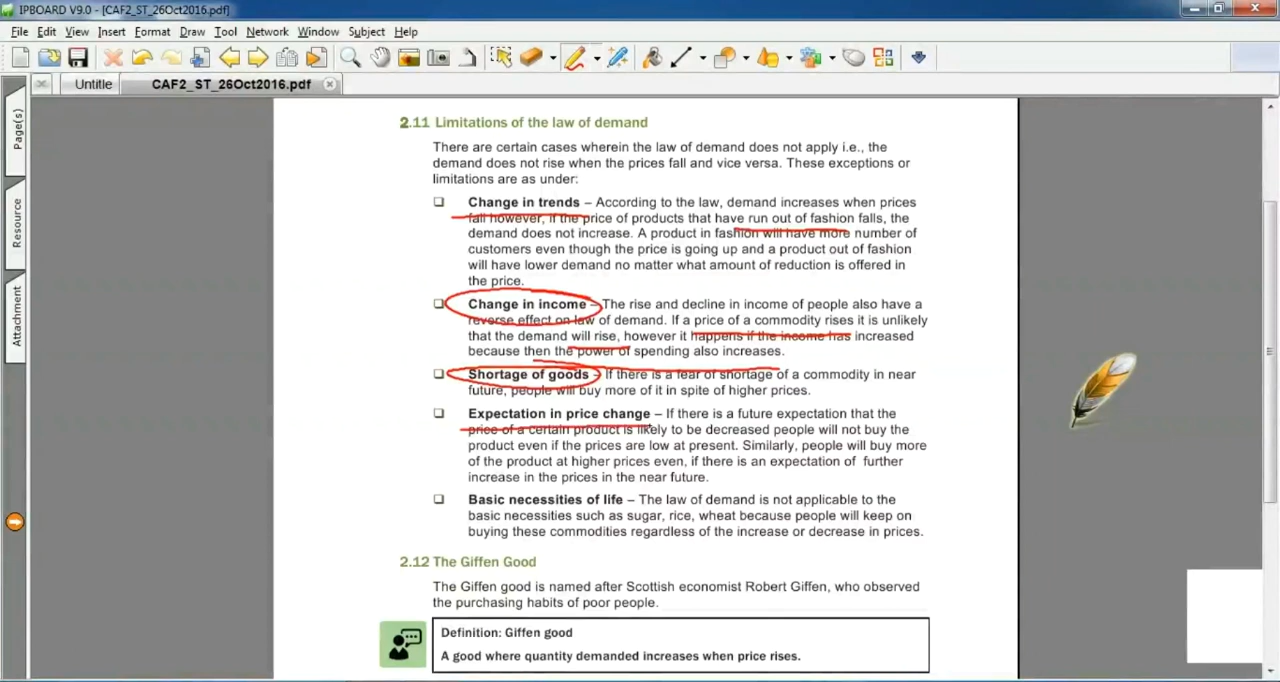 IPBOARD V9.0 - [CAF2_ST_26Oct2016.pdf]
File Edit View Insert Format Draw Tool Network Window Subject Help
Untitle CAF2_ST_26Oct2016.pdf
Page(s)
Resource
Attachment
2.11 Limitations of the law of demand
There are certain cases wherein the law of demand does not apply i.e., the
demand does not rise when the prices fall and vice versa. These exceptions or
limitations are as under:
Change in trends – According to the law, demand increases when prices
fall however, if the price of products that have run out of fashion falls, the
demand does not increase. A product in fashion will have more number of
customers even though the price is going up and a product out of fashion
will have lower demand no matter what amount of reduction is offered in
the price.
Change in income – The rise and decline in income of people also have a
reverse effect on law of demand. If a price of a commodity rises it is unlikely
that the demand will rise, however it happens if the income has increased
because then the power of spending also increases.
Shortage of goods – If there is a fear of shortage of a commodity in near
future, people will buy more of it in spite of higher prices.
Expectation in price change – If there is a future expectation that the
price of a certain product is likely to be decreased people will not buy the
product even if the prices are low at present. Similarly, people will buy more
of the product at higher prices even, if there is an expectation of further
increase in the prices in the near future.
Basic necessities of life – The law of demand is not applicable to the
basic necessities such as sugar, rice, wheat because people will keep on
buying these commodities regardless of the increase or decrease in prices.
2.12 The Giffen Good
The Giffen good is named after Scottish economist Robert Giffen, who observed
the purchasing habits of poor people.
Definition: Giffen good
A good where quantity demanded increases when price rises.